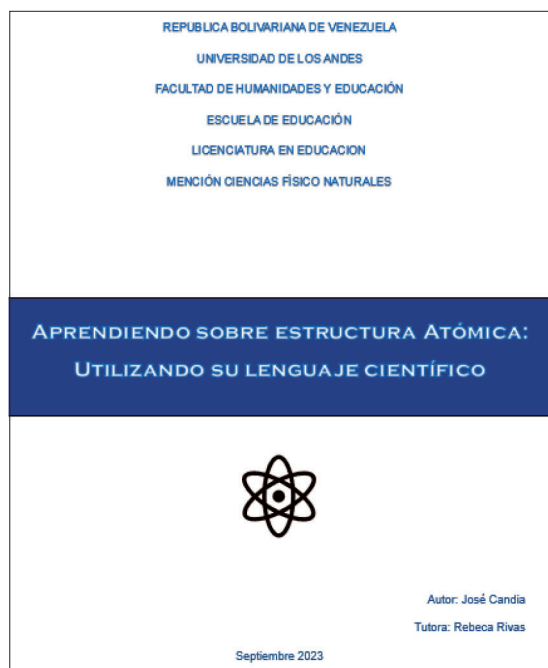 REPUBLICA BOLIVARIANA DE VENEZUELA
UNIVERSIDAD DE LOS ANDES
FACULTAD DE HUMANIDADES Y EDUCACIÓN
ESCUELA DE EDUCACIÓN
LICENCIATURA EN EDUCACION
MENCIÓN CIENCIAS FÍSICO NATURALES
APRENDIENDO SOBRE ESTRUCTURA ATÓMICA:
UTILIZANDO SU LENGUAJE CIENTÍFICO
Autor: José Candia
Tutora: Rebeca Rivas
Septiembre 2023